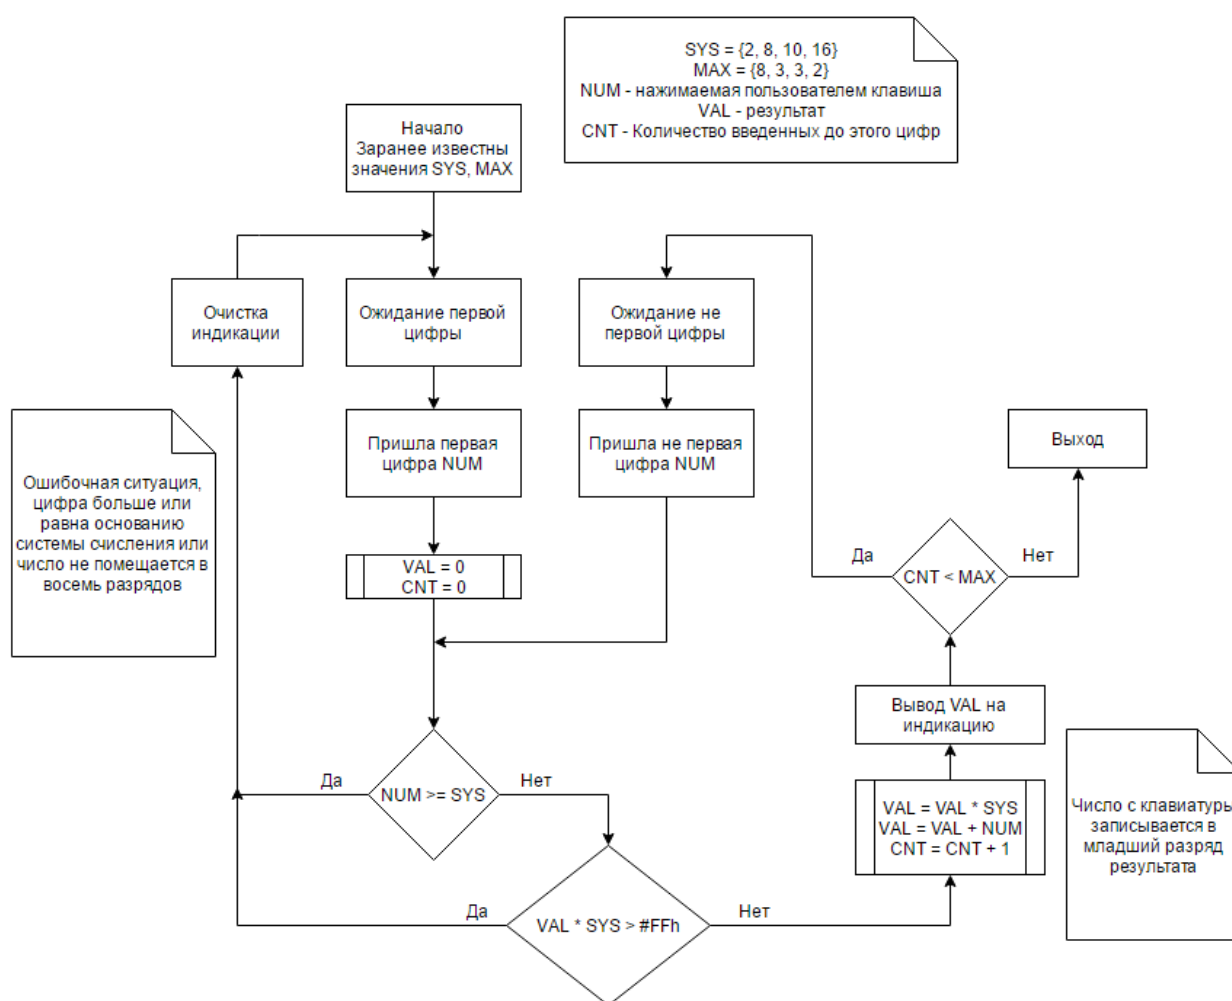 SYS = {2, 8, 10, 16}
MAX = {8, 3, 3, 2}
NUM - нажимаемая пользователем клавиша
VAL - результат
CNT - Количество введенных до этого цифр
Начало
Заранее известны
значения SYS, MAX
Очистка
индикации
Ожидание первой
цифры
Ожидание не
первой цифры
Ошибочная ситуация,
цифра больше или
равна основанию
системы счисления или
число не помещается в
восемь разрядов
Пришла первая
цифра NUM
Пришла не первая
цифра NUM
Выход
VAL = 0
CNT = 0
Да
CNT < MAX
Нет
Вывод VAL на
индикацию
Да
NUM >= SYS
Нет
VAL = VAL * SYS
VAL = VAL + NUM
CNT = CNT + 1
Число с клавиатуры
записывается в
младший разряд
результата
Да
VAL * SYS > #FFh
Нет